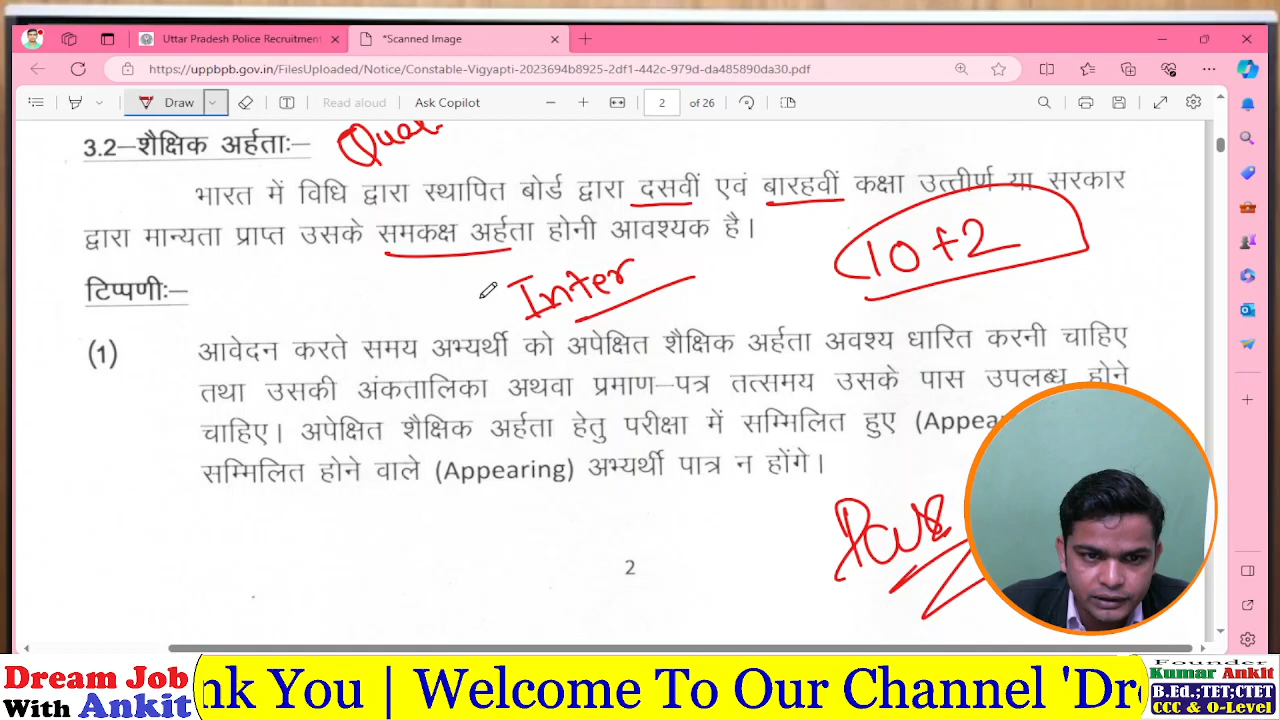 Uttar Pradesh Police Recruitment
*Scanned Image
https://uppbpb.gov.in/FilesUploaded/Notice/Constable-Vigyapti-2023694b8925-2df1-442c-979d-da485890da30.pdf
Draw
Read aloud
Ask Copilot
2 of 26
3.2–शैक्षिक अर्हताः–
भारत में विधि द्वारा स्थापित बोर्ड द्वारा दसवीं एवं बारहवीं कक्षा उत्तीर्ण या सरकार
द्वारा मान्यता प्राप्त उसके समकक्ष अर्हता होनी आवश्यक है।
10+2
Inter
टिप्पणीः–
(1) आवेदन करते समय अभ्यर्थी को अपेक्षित शैक्षिक अर्हता अवश्य धारित करनी चाहिए
तथा उसकी अंकतालिका अथवा प्रमाण–पत्र तत्समय उसके पास उपलब्ध होने
चाहिए। अपेक्षित शैक्षिक अर्हता हेतु परीक्षा में सम्मिलित हुए (Appea
सम्मिलित होने वाले (Appearing) अभ्यर्थी पात्र न होंगे।
2
Dream Job
With Ankit
nk You | Welcome To Our Channel 'Dr
Founder
Kumar Ankit
B.Ed.;TET;CTET
CCC & O-Level